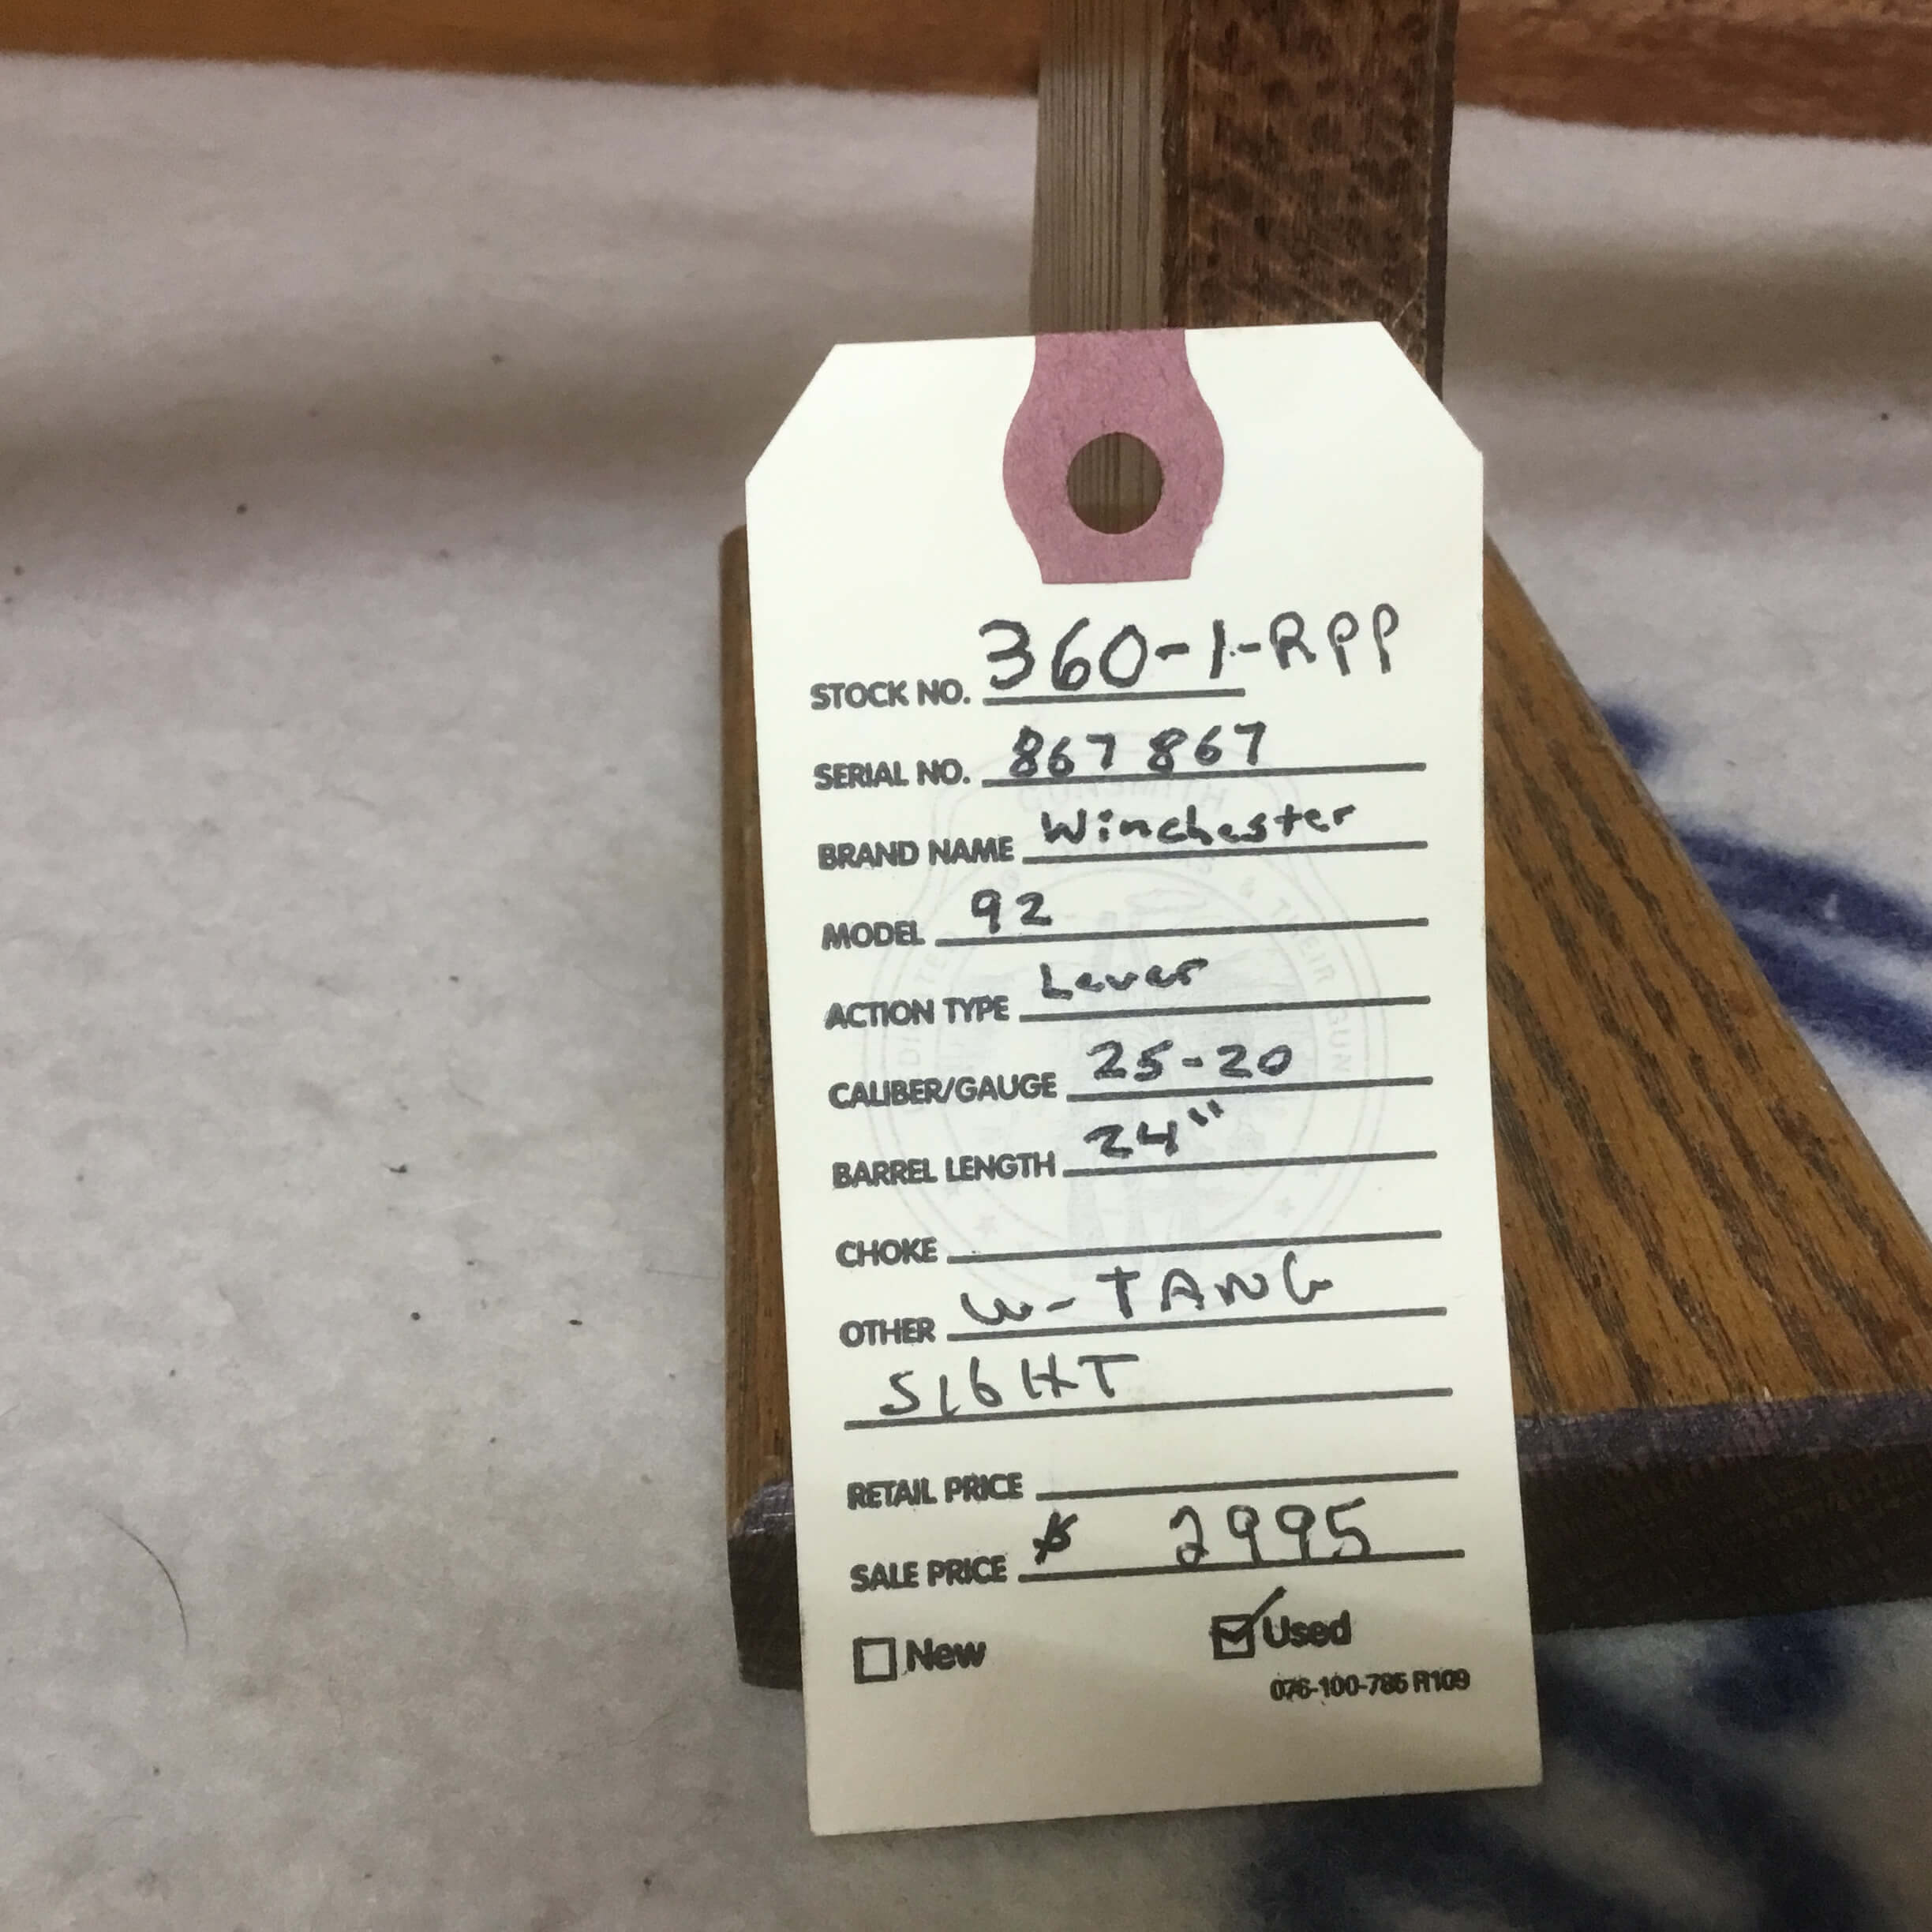 STOCK NO. 360-1-RPP
SERIAL NO. 867867
BRAND NAME Winchester
MODEL 92
ACTION TYPE Lever
CALIBER/GAUGE 25-20
BARREL LENGTH 24"
CHOKE
OTHER W-TANG
SIGHT
RETAIL PRICE
SALE PRICE $ 2995
New Used
076-100-785 R109